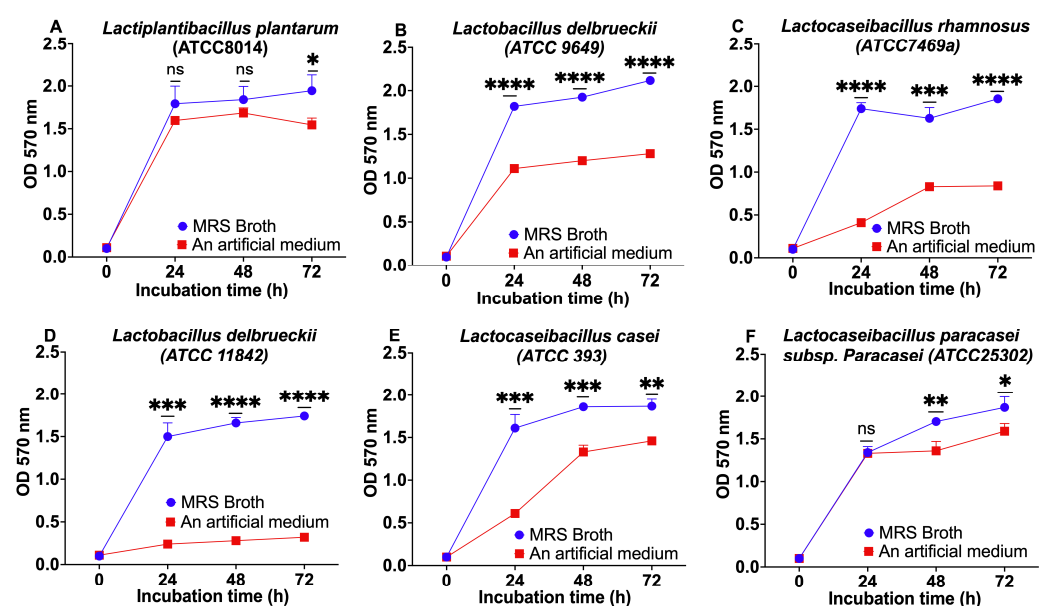 A
Lactiplantibacillus plantarum
(ATCC8014)
2.5
2.0
1.5
1.0
0.5
0.0
OD 570 nm
ns
ns
*
MRS Broth
An artificial medium
0 24 48 72
Incubation time (h)
B
Lactobacillus delbrueckii
(ATCC 9649)
2.5
2.0
1.5
1.0
0.5
0.0
OD 570 nm
****
****
****
MRS Broth
An artificial medium
0 24 48 72
Incubation time (h)
C
Lactocaseibacillus rhamnosus
(ATCC7469a)
2.5
2.0
1.5
1.0
0.5
0.0
OD 570 nm
****
***
****
MRS Broth
An artificial medium
0 24 48 72
Incubation time (h)
D
Lactobacillus delbrueckii
(ATCC 11842)
2.5
2.0
1.5
1.0
0.5
0.0
OD 570 nm
***
****
****
MRS Broth
An artificial medium
0 24 48 72
Incubation time (h)
E
Lactocaseibacillus casei
(ATCC 393)
2.5
2.0
1.5
1.0
0.5
0.0
OD 570 nm
***
***
**
MRS Broth
An artificial medium
0 24 48 72
Incubation time (h)
F
Lactocaseibacillus paracasei
subsp. Paracasei (ATCC25302)
2.5
2.0
1.5
1.0
0.5
0.0
OD 570 nm
ns
**
*
MRS Broth
An artificial medium
0 24 48 72
Incubation time (h)